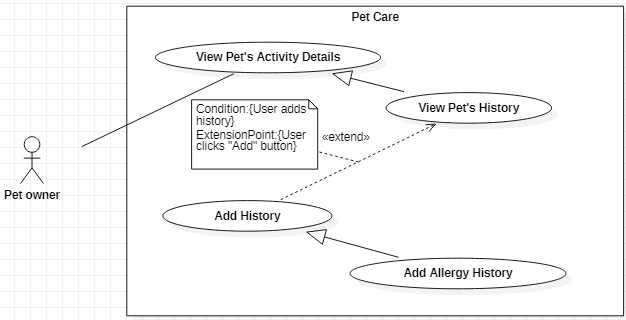 Pet Care
View Pet's Activity Details
View Pet's History
Condition:{User adds
history}
ExtensionPoint:{User
clicks "Add" button}
«extend»
Pet owner
Add History
Add Allergy History